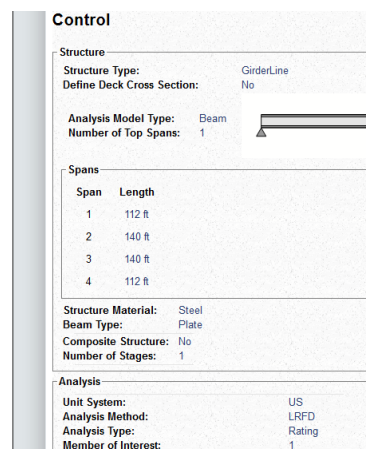 Control
Structure
Structure Type: GirderLine
Define Deck Cross Section: No
Analysis Model Type: Beam
Number of Top Spans: 1
Spans
Span Length
1 112 ft
2 140 ft
3 140 ft
4 112 ft
Structure Material: Steel
Beam Type: Plate
Composite Structure: No
Number of Stages: 1
Analysis
Unit System: US
Analysis Method: LRFD
Analysis Type: Rating
Member of Interest: 1